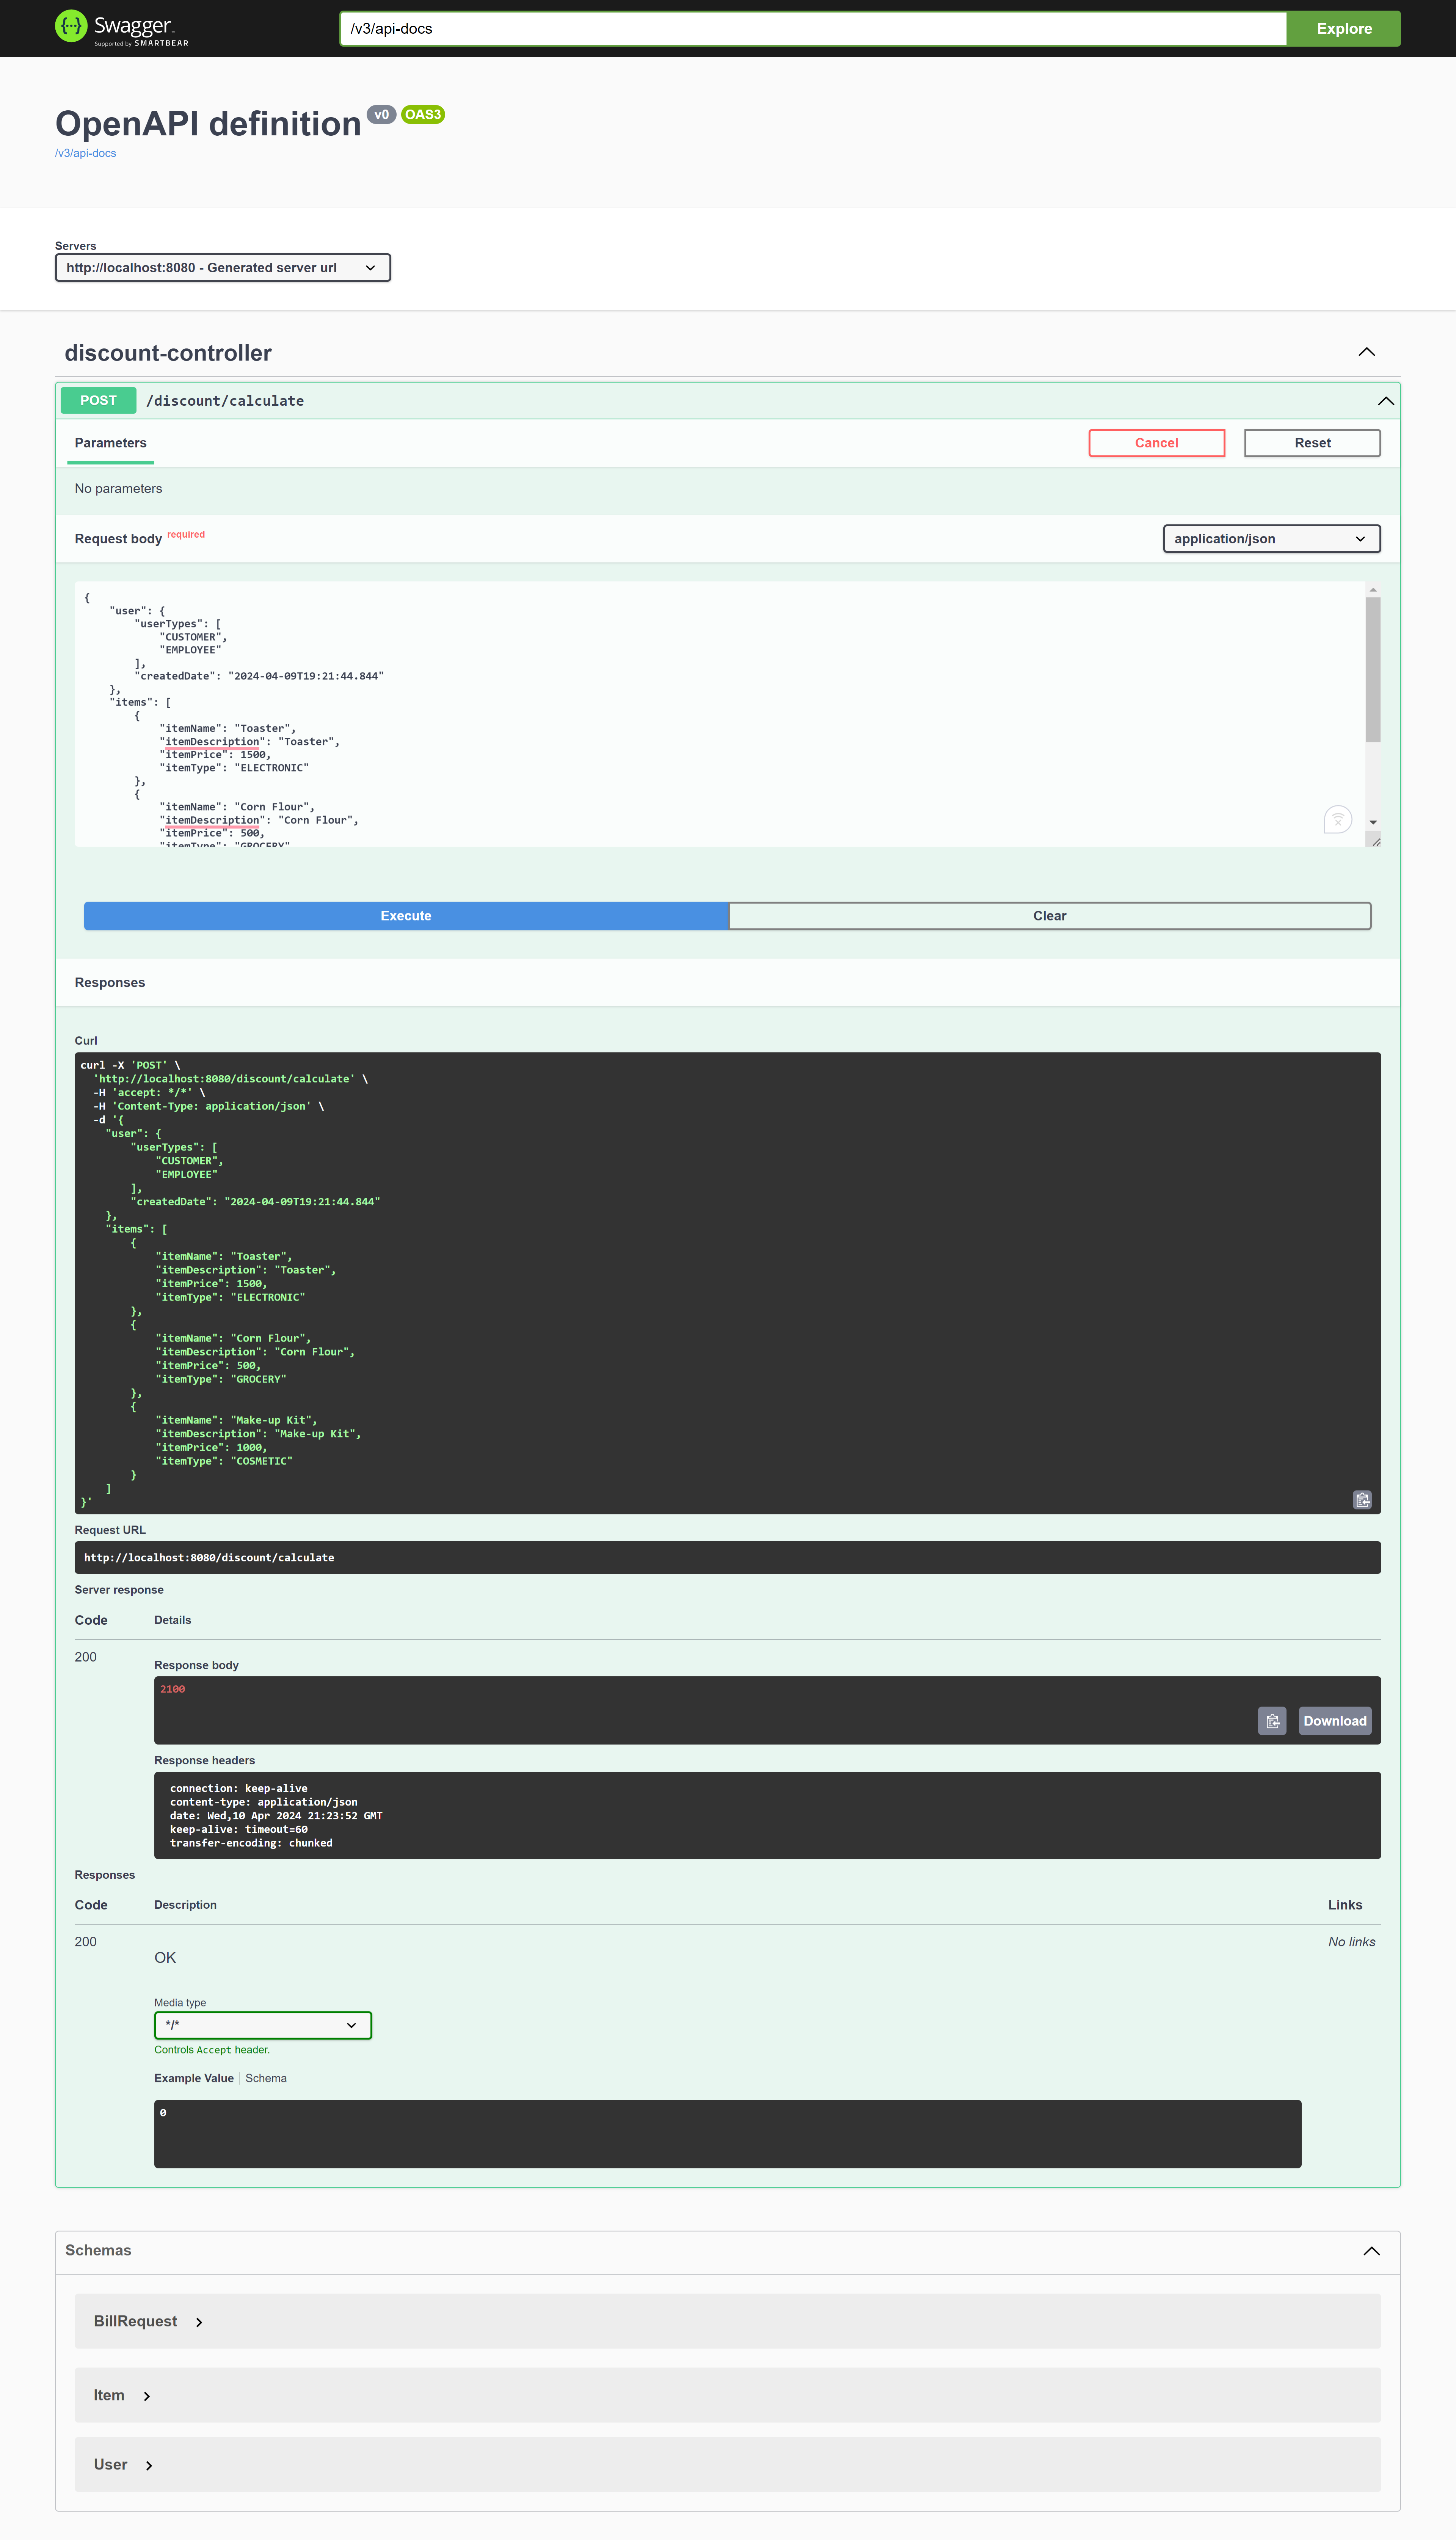 Swagger
Supported by SMARTBEAR
/v3/api-docs
Explore
OpenAPI definition v0 OAS3
/v3/api-docs
Servers
http://localhost:8080 - Generated server url
discount-controller
POST /discount/calculate
Parameters
Cancel
Reset
No parameters
Request body required
application/json
{
    "user": {
        "userTypes": [
            "CUSTOMER",
            "EMPLOYEE"
        ],
        "createdDate": "2024-04-09T19:21:44.844"
    },
    "items": [
        {
            "itemName": "Toaster",
            "itemDescription": "Toaster",
            "itemPrice": 1500,
            "itemType": "ELECTRONIC"
        },
        {
            "itemName": "Corn Flour",
            "itemDescription": "Corn Flour",
            "itemPrice": 500,
            "itemType": "GROCERY"
Execute
Clear
Responses
Curl
curl -X 'POST' \
  'http://localhost:8080/discount/calculate' \
  -H 'accept: */*' \
  -H 'Content-Type: application/json' \
  -d '{
    "user": {
        "userTypes": [
            "CUSTOMER",
            "EMPLOYEE"
        ],
        "createdDate": "2024-04-09T19:21:44.844"
    },
    "items": [
        {
            "itemName": "Toaster",
            "itemDescription": "Toaster",
            "itemPrice": 1500,
            "itemType": "ELECTRONIC"
        },
        {
            "itemName": "Corn Flour",
            "itemDescription": "Corn Flour",
            "itemPrice": 500,
            "itemType": "GROCERY"
        },
        {
            "itemName": "Make-up Kit",
            "itemDescription": "Make-up Kit",
            "itemPrice": 1000,
            "itemType": "COSMETIC"
        }
    ]
}'
Request URL
http://localhost:8080/discount/calculate
Server response
Code Details
200
Response body
2100
Download
Response headers
connection: keep-alive
content-type: application/json
date: Wed,10 Apr 2024 21:23:52 GMT
keep-alive: timeout=60
transfer-encoding: chunked
Responses
Code Description Links
200
OK
No links
Media type
*/*
Controls Accept header.
Example Value Schema
0
Schemas
BillRequest
Item
User